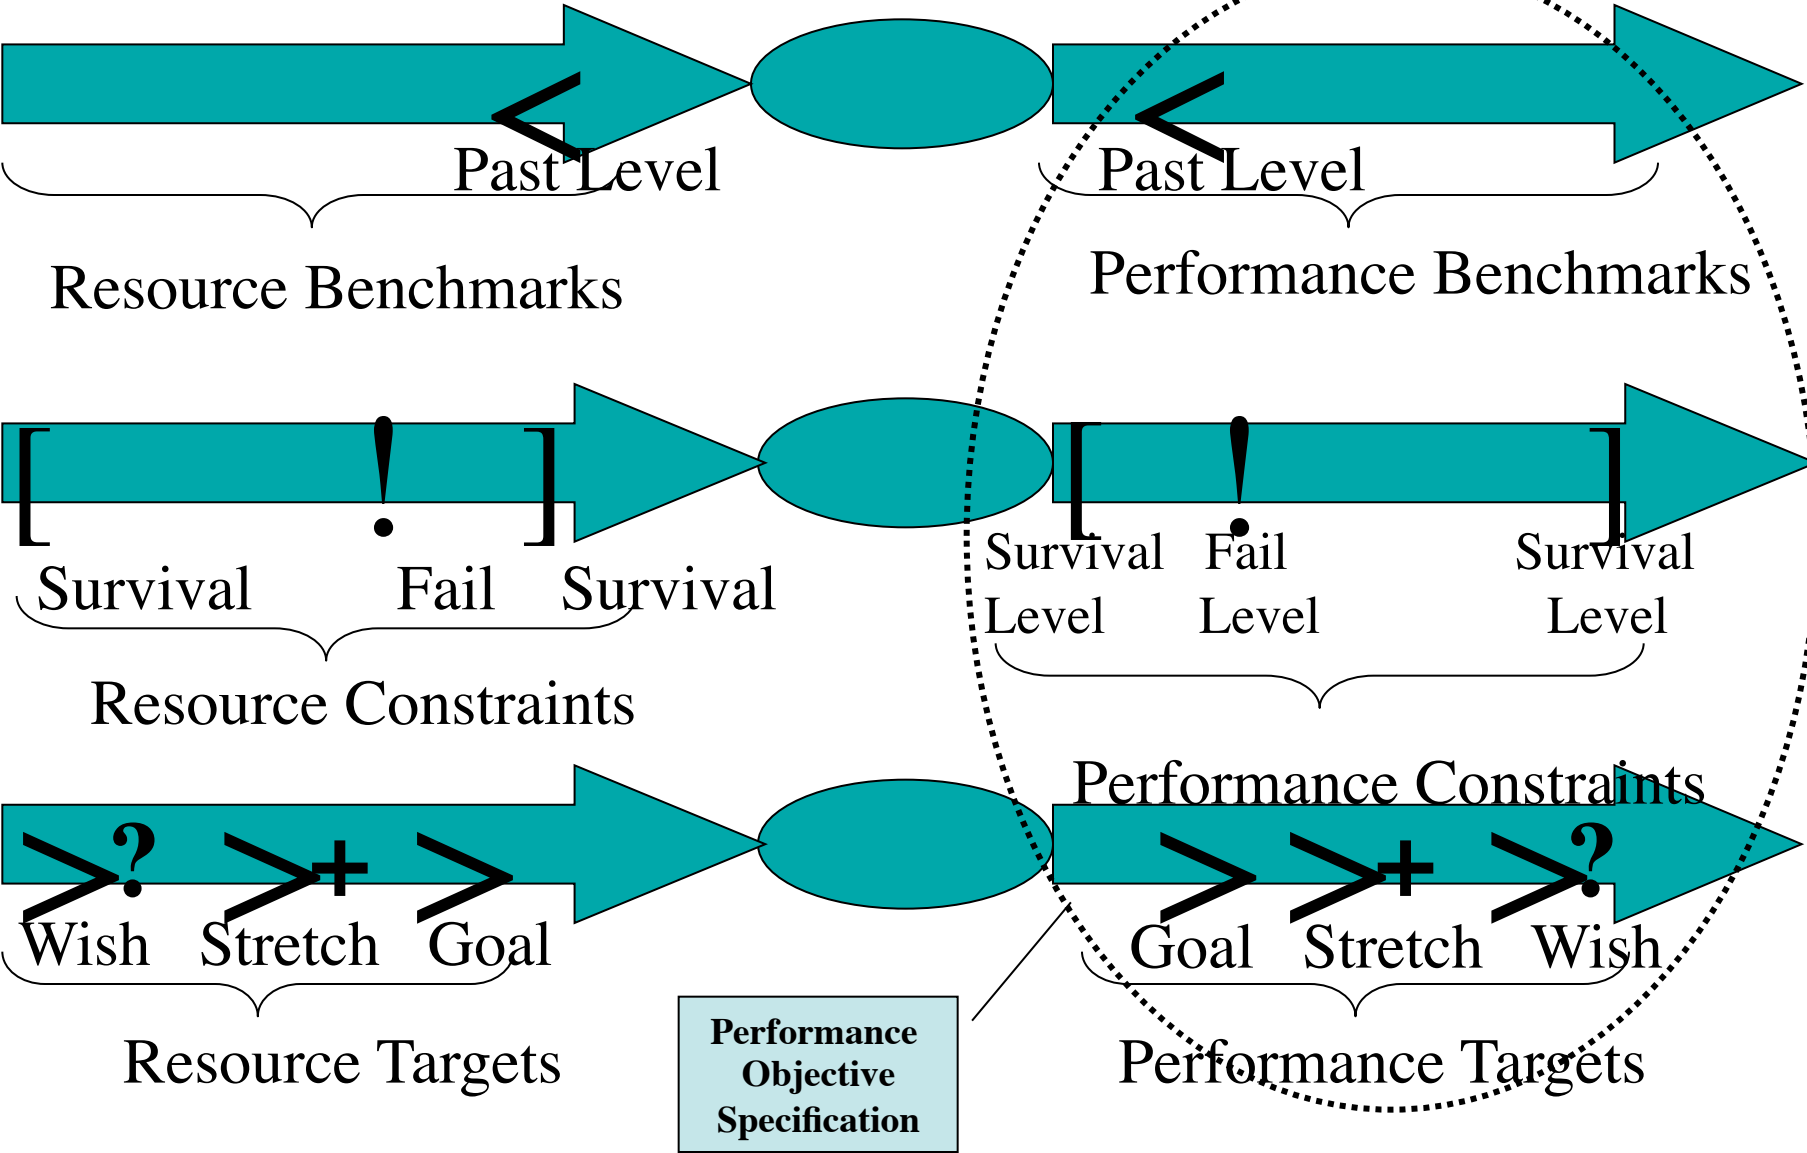 < <
Past Level Past Level
Resource Benchmarks Performance Benchmarks
[ ! ] [ ! ]
Survival Fail Survival Survival Fail Survival
Level Level Level
Resource Constraints
Performance Constraints
>? >+ > > >+ >?
Wish Stretch Goal Goal Stretch Wish
Resource Targets Performance Targets
Performance
Objective
Specification